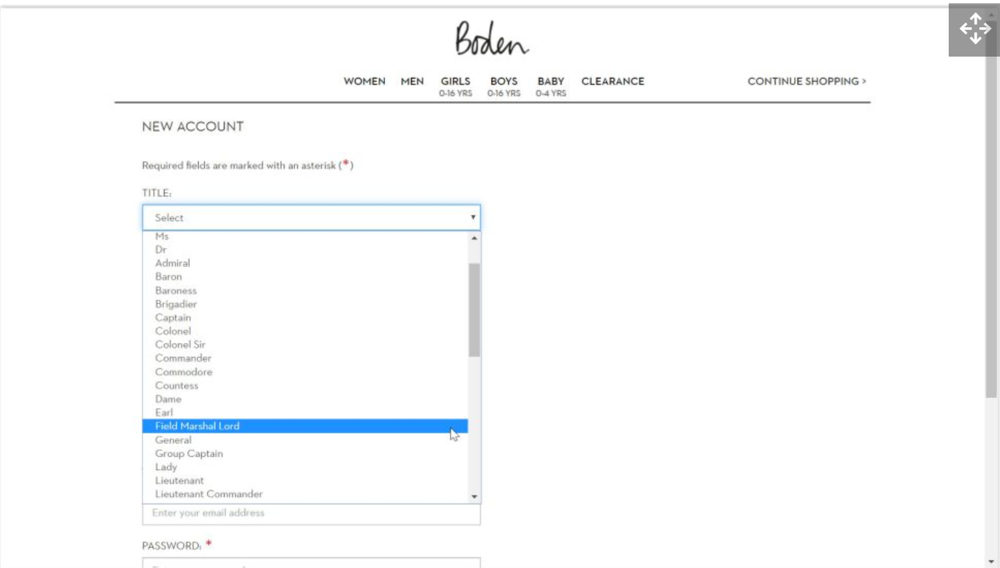 Boden
WOMEN MEN GIRLS BOYS BABY CLEARANCE CONTINUE SHOPPING >
0-16 YRS 0-16 YRS 0-4 YRS
NEW ACCOUNT
Required fields are marked with an asterisk (*)
TITLE:
Select
Ms
Dr
Admiral
Baron
Baroness
Brigadier
Captain
Colonel
Colonel Sir
Commander
Commodore
Countess
Dame
Earl
Field Marshal Lord
General
Group Captain
Lady
Lieutenant
Lieutenant Commander
Enter your email address
PASSWORD: *